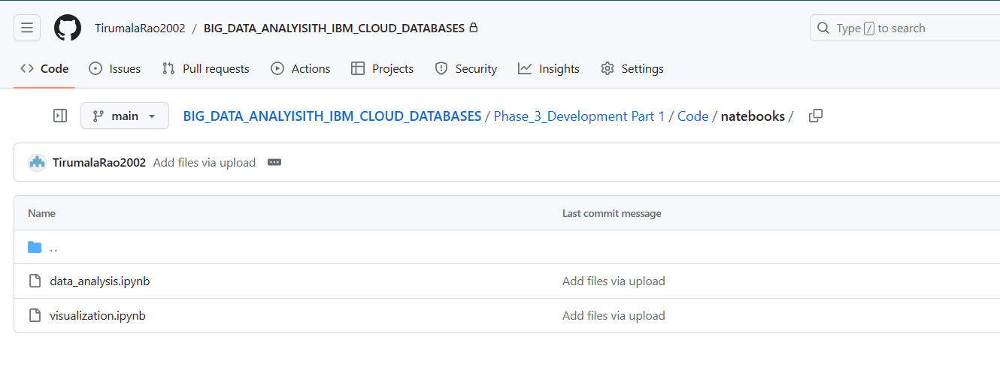 TirumalaRao2002 / BIG_DATA_ANALYISITH_IBM_CLOUD_DATABASES Type / to search
Code Issues Pull requests Actions Projects Security Insights Settings
main BIG_DATA_ANALYISITH_IBM_CLOUD_DATABASES / Phase_3_Development Part 1 / Code / natebooks /
TirumalaRao2002 Add files via upload
Name Last commit message
..
data_analysis.ipynb Add files via upload
visualization.ipynb Add files via upload